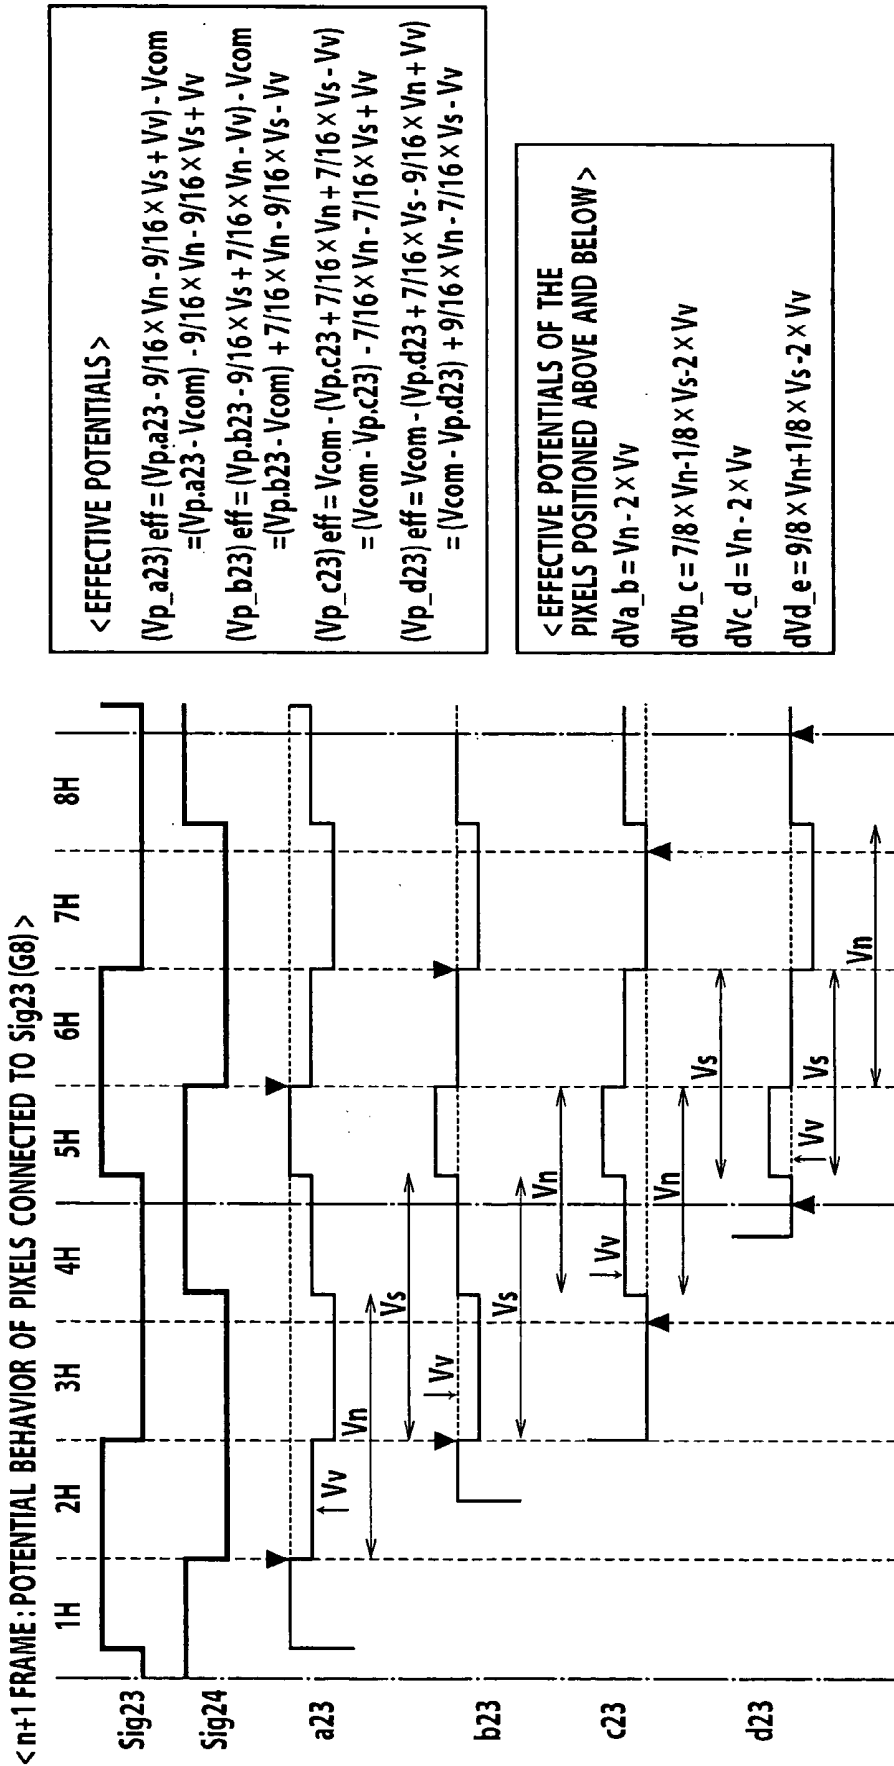 <n+1 FRAME:POTENTIAL BEHAVIOR OF PIXELS CONNECTED TO Sig23 (G8)>
1H 2H 3H 4H 5H 6H 7H 8H
Sig23
Sig24
a23
↑Vv
Vn
Vs
b23
↓Vv
Vs
Vn
c23
↓Vv
Vn
Vs
d23
↑Vv
Vs
Vn
<EFFECTIVE POTENTIALS>
(Vp_a23) eff = (Vp.a23 - 9/16 × Vn - 9/16 × Vs + Vv) - Vcom
=(Vp.a23 - Vcom) - 9/16 × Vn - 9/16 × Vs + Vv
(Vp_b23) eff = (Vp.b23 - 9/16 × Vs + 7/16 × Vn - Vv) - Vcom
=(Vp.b23 - Vcom) + 7/16 × Vn - 9/16 × Vs - Vv
(Vp_c23) eff = Vcom - (Vp.c23 + 7/16 × Vn + 7/16 × Vs - Vv)
= (Vcom - Vp.c23) - 7/16 × Vn - 7/16 × Vs + Vv
(Vp_d23) eff = Vcom - (Vp.d23 + 7/16 × Vs - 9/16 × Vn + Vv)
= (Vcom - Vp.d23) + 9/16 × Vn - 7/16 × Vs - Vv
<EFFECTIVE POTENTIALS OF THE
PIXELS POSITIONED ABOVE AND BELOW>
dVa_b = Vn - 2 × Vv
dVb_c = 7/8 × Vn-1/8 × Vs-2 × Vv
dVc_d = Vn - 2 × Vv
dVd_e = 9/8 × Vn+1/8 × Vs-2 × Vv